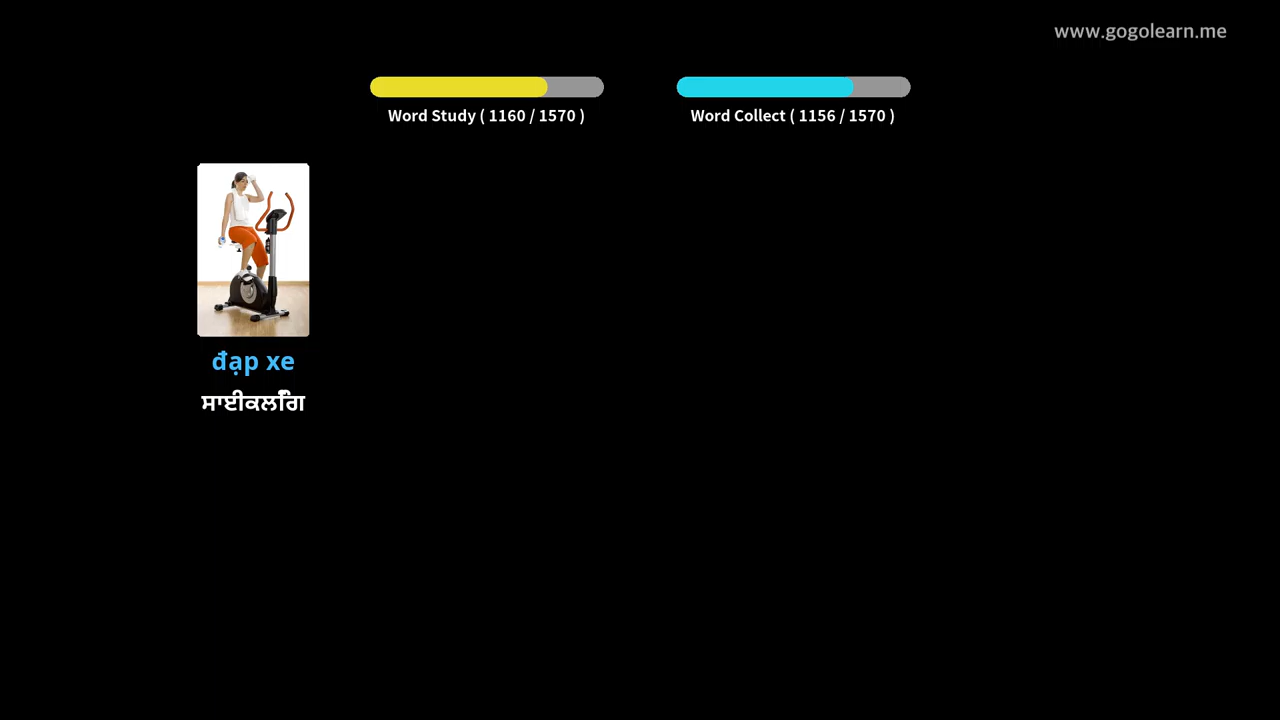 www.gogolearn.me
Word Study ( 1160 / 1570 )
Word Collect ( 1156 / 1570 )
đạp xe
ਸਾਈਕਲਿੰਗ